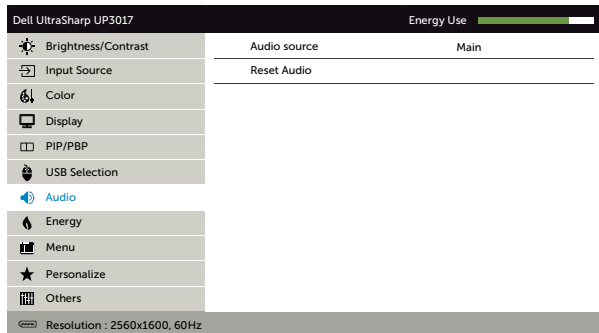 Dell UltraSharp UP3017 Energy Use
Brightness/Contrast Audio source Main
Input Source Reset Audio
Color
Display
PIP/PBP
USB Selection
Audio
Energy
Menu
Personalize
Others
Resolution : 2560x1600, 60Hz